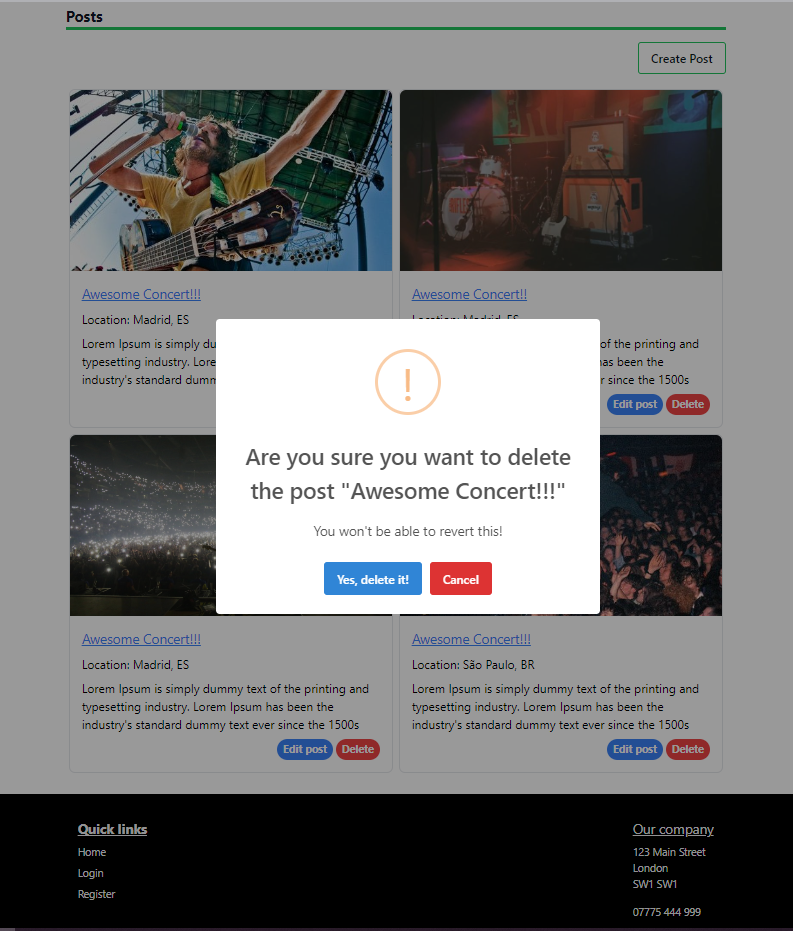 Posts
Create Post
Awesome Concert!!!
Location: Madrid, ES
Lorem Ipsum is simply du
typesetting industry. Lore
industry's standard dumm
Awesome Concert!!
Location: Madrid, ES
of the printing and
has been the
r since the 1500s
Edit post
Delete
!
Are you sure you want to delete
the post "Awesome Concert!!!"
You won't be able to revert this!
Yes, delete it!
Cancel
Awesome Concert!!!
Location: Madrid, ES
Lorem Ipsum is simply dummy text of the printing and
typesetting industry. Lorem Ipsum has been the
industry's standard dummy text ever since the 1500s
Edit post
Delete
Awesome Concert!!!
Location: São Paulo, BR
Lorem Ipsum is simply dummy text of the printing and
typesetting industry. Lorem Ipsum has been the
industry's standard dummy text ever since the 1500s
Edit post
Delete
Quick links
Home
Login
Register
Our company
123 Main Street
London
SW1 SW1
07775 444 999